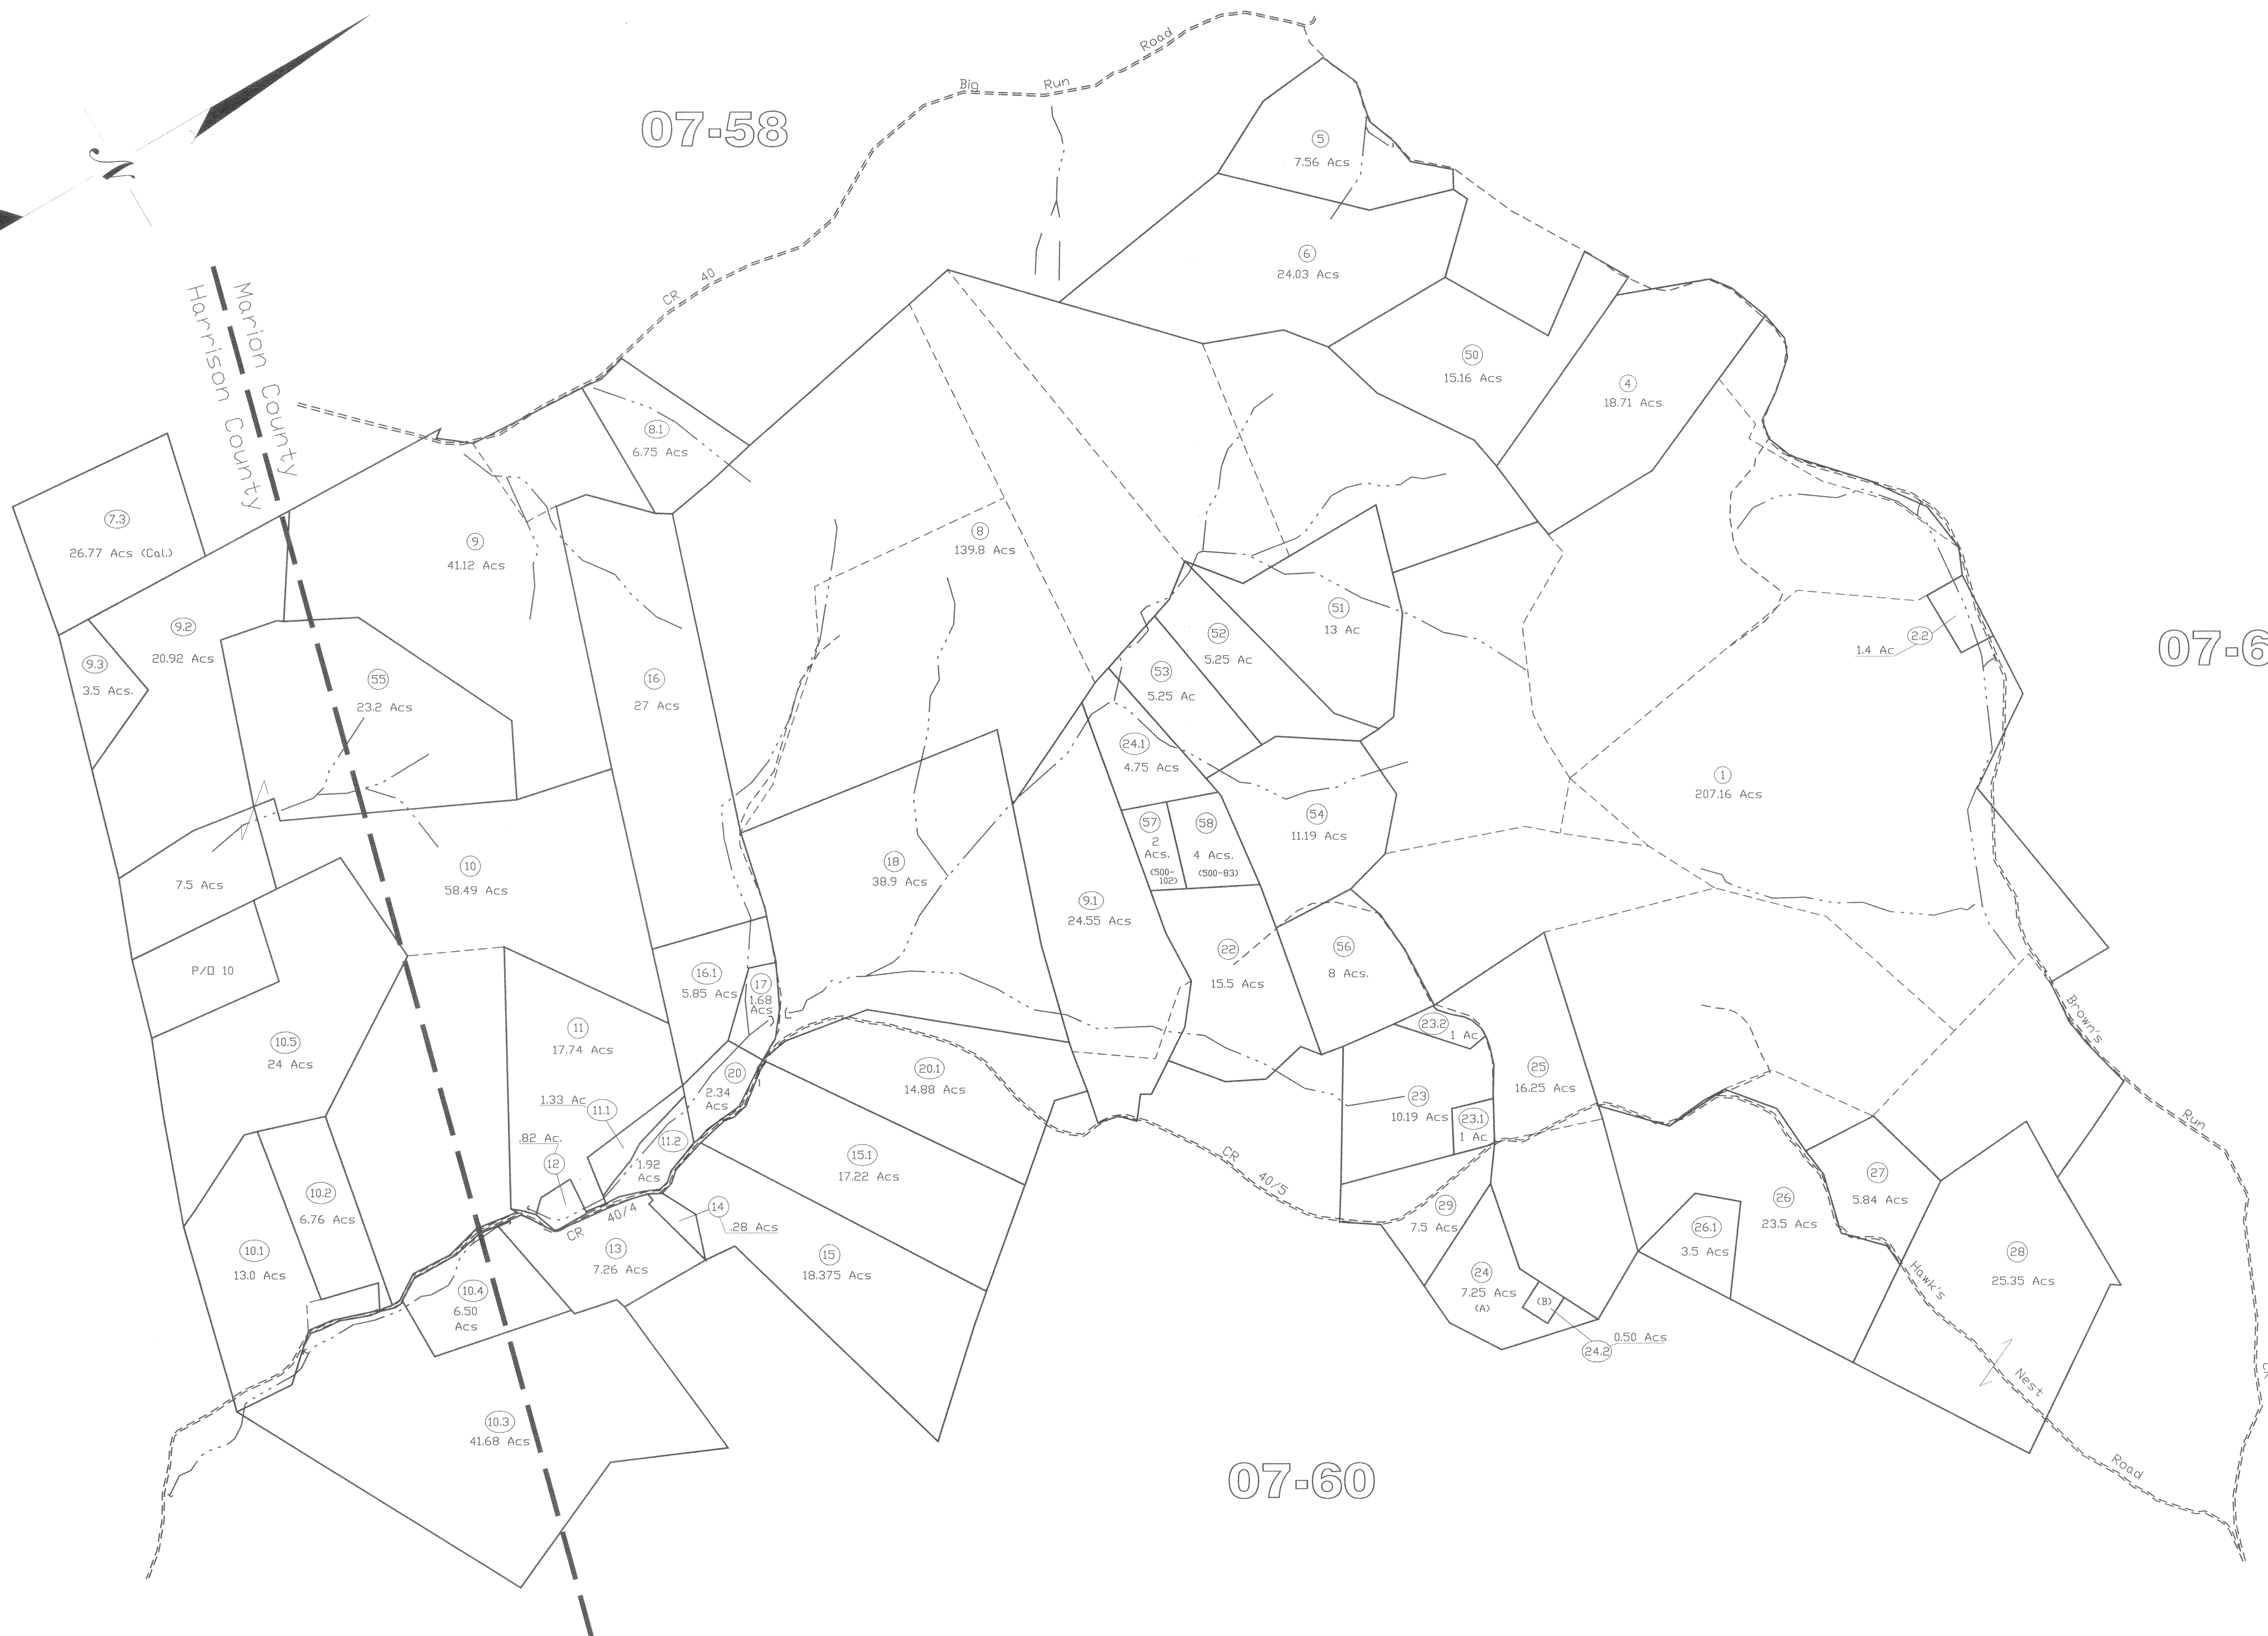 Big Run Road
07-58
5
7.56 Acs
6
24.03 Acs
CR 40
Marion County
Harrison County
50
15.16 Acs
4
18.71 Acs
8.1
6.75 Acs
7.3
26.77 Acs (Cal.)
9
41.12 Acs
8
139.8 Acs
51
13 Ac
52
5.25 Ac
9.2
20.92 Acs
9.3
3.5 Acs.
55
23.2 Acs
16
27 Acs
53
5.25 Ac
2.2
1.4 Ac
07-6
24.1
4.75 Acs
1
207.16 Acs
57
2
Acs.
(500-
102)
58
4 Acs.
(500-83)
54
11.19 Acs
10
58.49 Acs
7.5 Acs
18
38.9 Acs
9.1
24.55 Acs
22
15.5 Acs
56
8 Acs.
P/O 10
16.1
5.85 Acs
17
1.68
Acs
10.5
24 Acs
11
17.74 Acs
20
2.34
Acs
20.1
14.88 Acs
23.2
1 Ac
25
16.25 Acs
Brown's Run
23
10.19 Acs
23.1
1 Ac
1.33 Ac
11.1
.82 Ac.
12
11.2
1.92
Acs
15.1
17.22 Acs
CR 40/5
10.2
6.76 Acs
10.1
13.0 Acs
CR 40/4
14
.28 Acs
13
7.26 Acs
15
18.375 Acs
29
7.5 Acs
26
23.5 Acs
27
5.84 Acs
26.1
3.5 Acs
28
25.35 Acs
10.4
6.50
Acs
24
7.25 Acs
(A)
(B)
24.2
0.50 Acs
Hawk's Nest Road
10.3
41.68 Acs
07-60